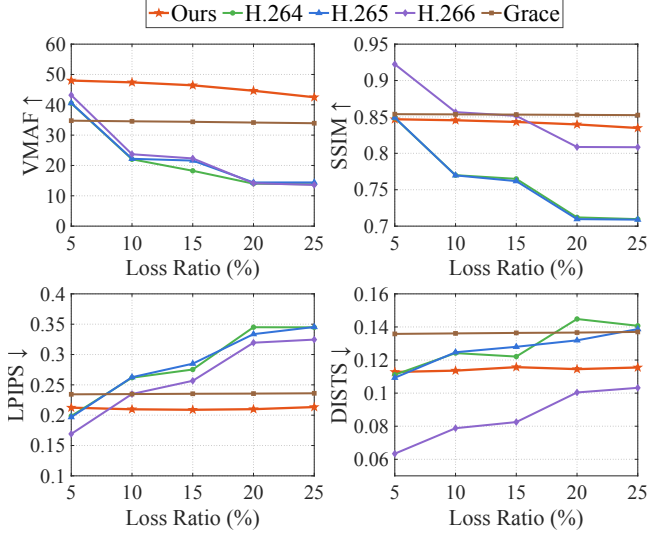 Ours H.264 H.265 H.266 Grace
VMAF ↑
60
50
40
30
20
10
0
5 10 15 20 25
Loss Ratio (%)
SSIM ↑
0.95
0.9
0.85
0.8
0.75
0.7
5 10 15 20 25
Loss Ratio (%)
LPIPS ↓
0.4
0.35
0.3
0.25
0.2
0.15
0.1
5 10 15 20 25
Loss Ratio (%)
DISTS ↓
0.16
0.14
0.12
0.1
0.08
0.06
5 10 15 20 25
Loss Ratio (%)